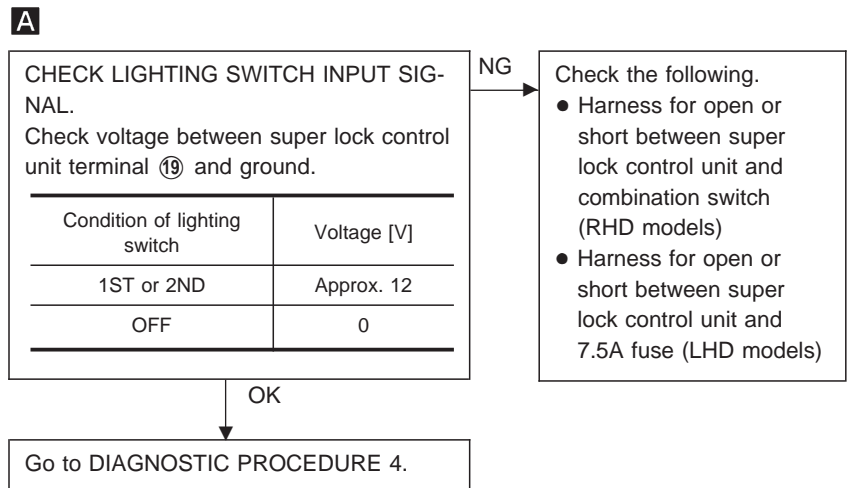 A
CHECK LIGHTING SWITCH INPUT SIG-
NAL.
Check voltage between super lock control
unit terminal ⑲ and ground.
Condition of lighting
switch
Voltage [V]
1ST or 2ND
Approx. 12
OFF
0
NG
Check the following.
● Harness for open or
short between super
lock control unit and
combination switch
(RHD models)
● Harness for open or
short between super
lock control unit and
7.5A fuse (LHD models)
OK
Go to DIAGNOSTIC PROCEDURE 4.